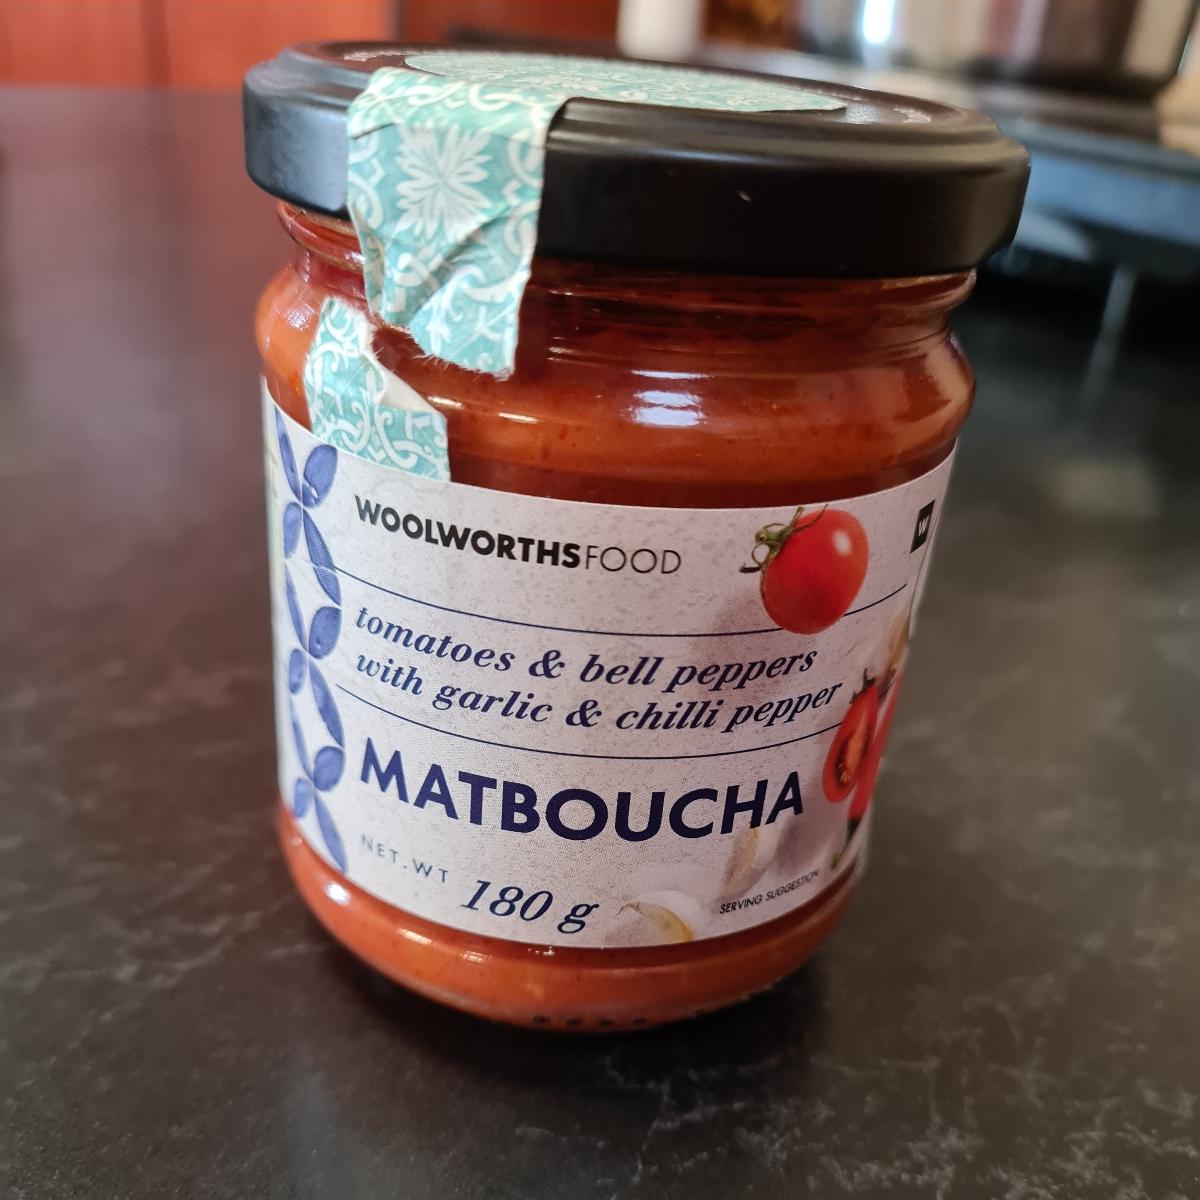 WOOLWORTHSFOOD
W
tomatoes & bell peppers
with garlic & chilli pepper
MATBOUCHA
NET.WT 180 g
SERVING SUGGESTION